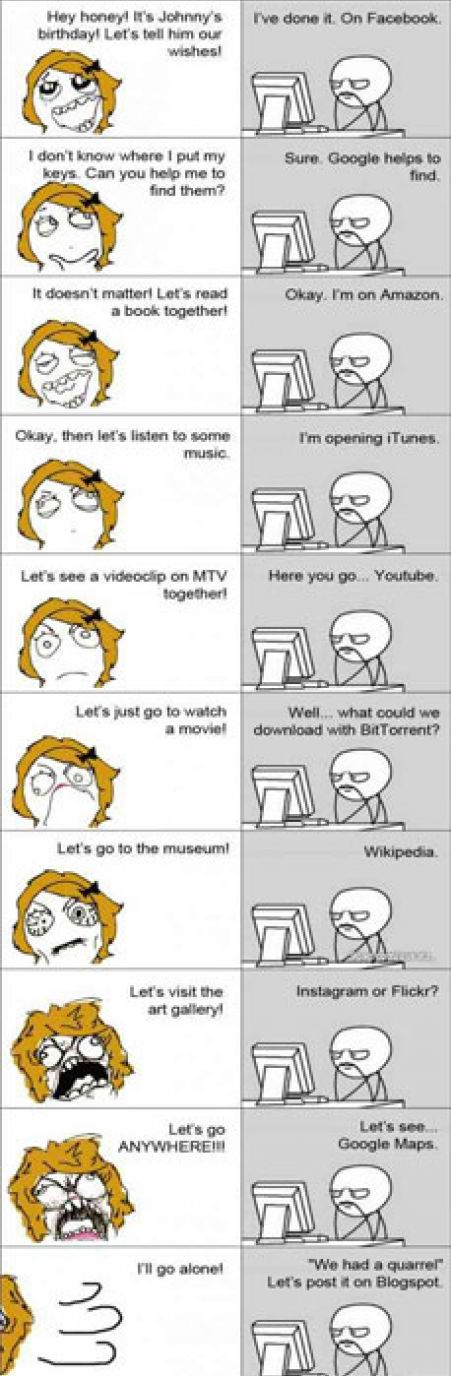 Hey honey! It's Johnny's
birthday! Let's tell him our
wishes!
I've done it. On Facebook.
I don't know where I put my
keys. Can you help me to
find them?
Sure. Google helps to
find.
It doesn't matter! Let's read
a book together!
Okay. I'm on Amazon.
Okay, then let's listen to some
music.
I'm opening iTunes.
Let's see a videoclip on MTV
together!
Here you go... Youtube.
Let's just go to watch
a movie!
Well... what could we
download with BitTorrent?
Let's go to the museum!
Wikipedia.
Let's visit the
art gallery!
Instagram or Flickr?
Let's go
ANYWHERE!!!
Let's see...
Google Maps.
I'll go alone!
"We had a quarrel"
Let's post it on Blogspot.